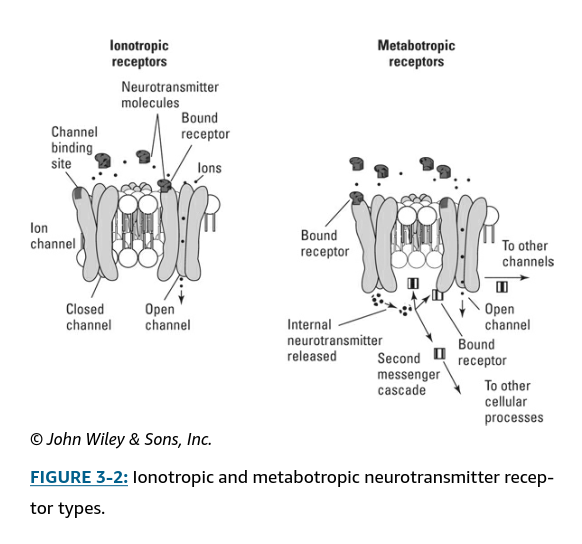 Ionotropic
receptors
Neurotransmitter
molecules
Bound
receptor
Channel
binding
site
Ions
Ion
channel
Closed
channel
Open
channel
Metabotropic
receptors
Bound
receptor
To other
channels
Internal
neurotransmitter
released
Open
channel
Second
messenger
cascade
Bound
receptor
To other
cellular
processes
© John Wiley & Sons, Inc.
FIGURE 3-2: Ionotropic and metabotropic neurotransmitter recep-
tor types.